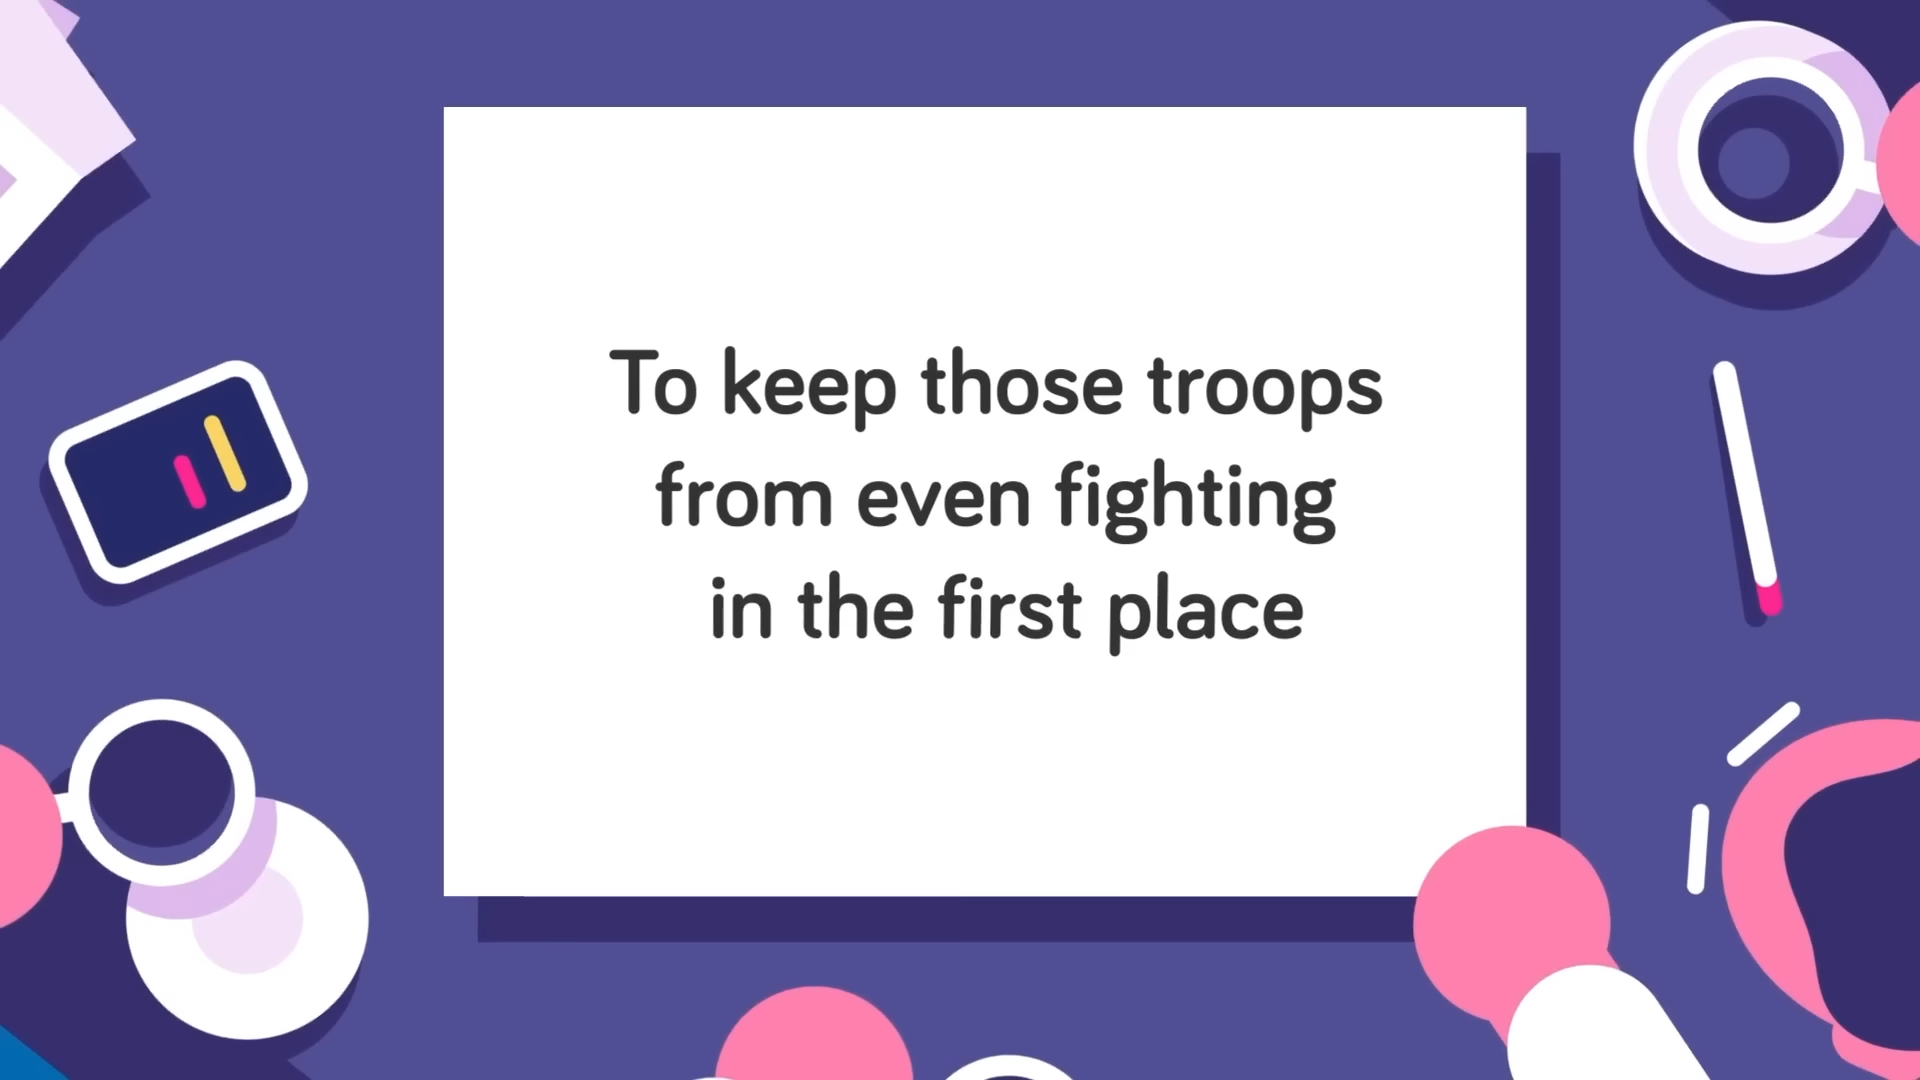 To keep those troops
from even fighting
in the first place